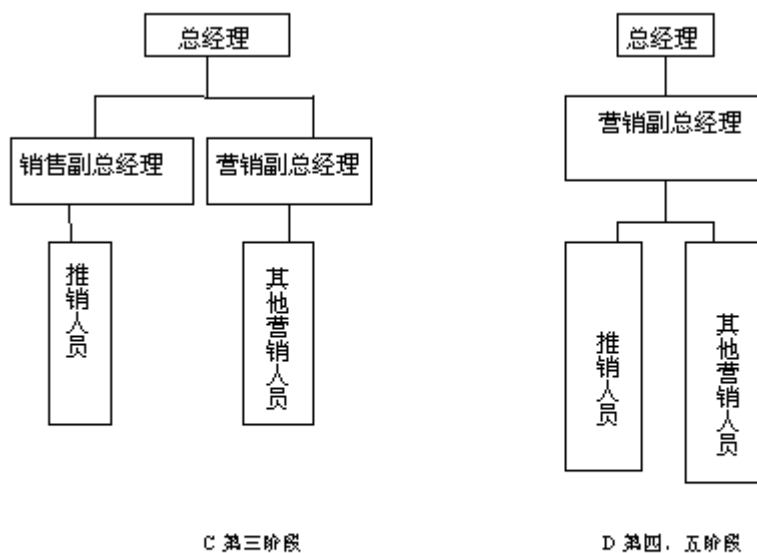 总经理
销售副总经理
营销副总经理
推销人员
其他营销人员
C 第三阶段
总经理
营销副总经理
推销人员
其他营销人员
D 第四、五阶段